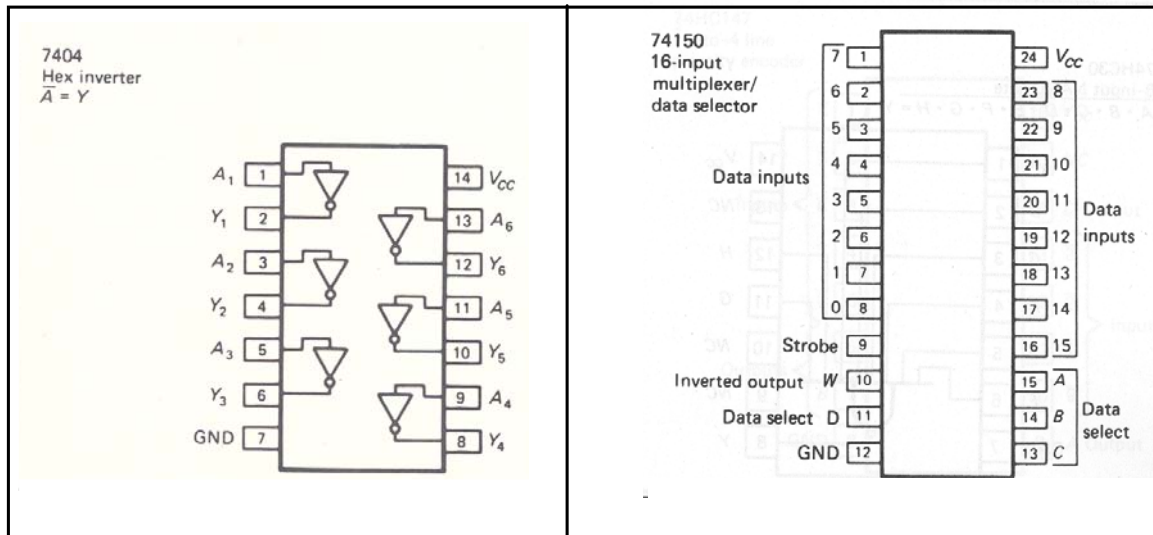 7404
Hex inverter
A̅ = Y
A₁ 1
Y₁ 2
A₂ 3
Y₂ 4
A₃ 5
Y₃ 6
GND 7
14 V_CC
13 A₆
12 Y₆
11 A₅
10 Y₅
9 A₄
8 Y₄
74150
16-input
multiplexer/
data selector
7 1
6 2
5 3
4 4
3 5
2 6
1 7
0 8
Data inputs
Strobe 9
Inverted output W 10
Data select D 11
GND 12
24 V_CC
23 8
22 9
21 10
20 11
19 12
18 13
17 14
16 15
Data
inputs
15 A
14 B
13 C
Data
select